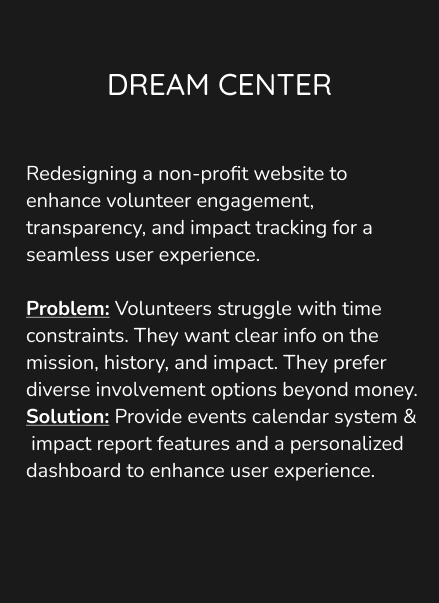 DREAM CENTER
Redesigning a non-profit website to
enhance volunteer engagement,
transparency, and impact tracking for a
seamless user experience.
Problem: Volunteers struggle with time
constraints. They want clear info on the
mission, history, and impact. They prefer
diverse involvement options beyond money.
Solution: Provide events calendar system &
impact report features and a personalized
dashboard to enhance user experience.